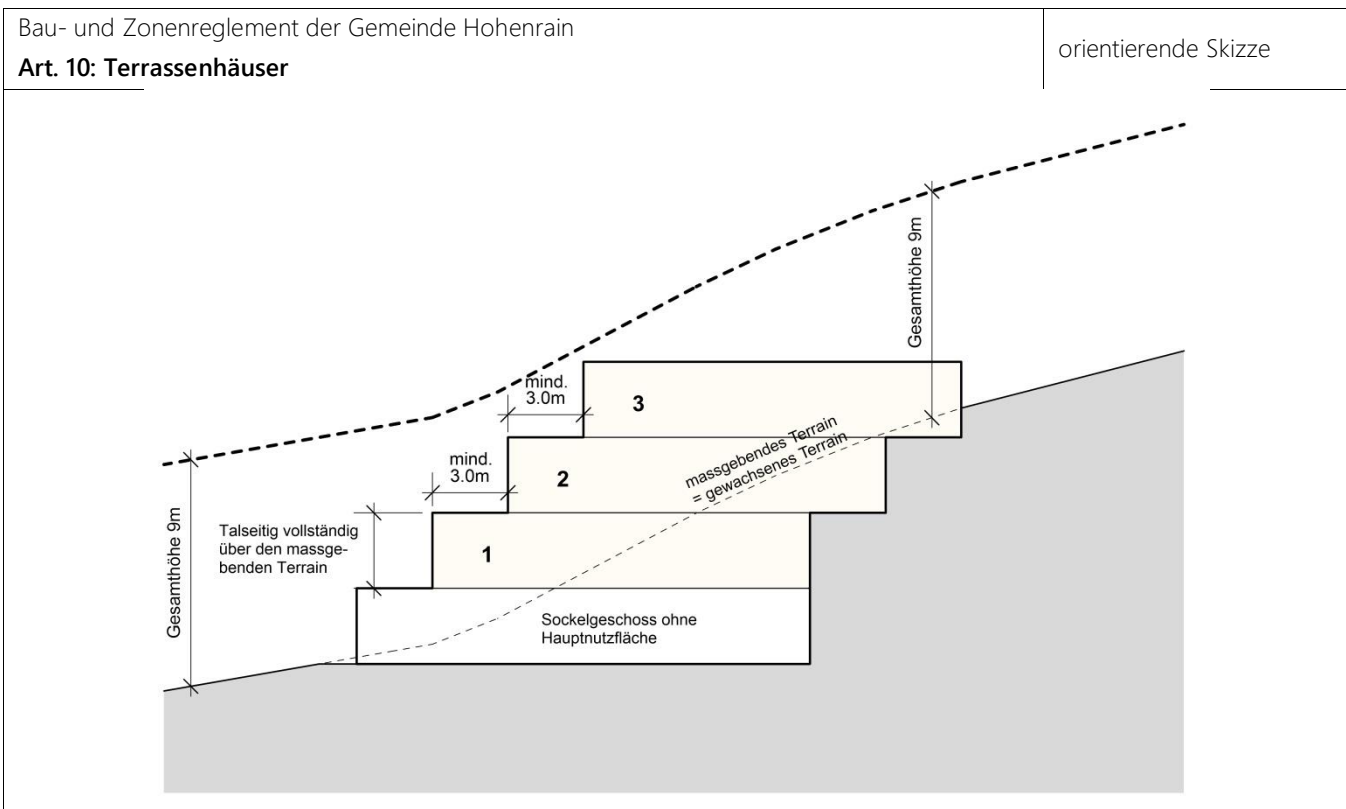 Bau- und Zonenreglement der Gemeinde Hohenrain
Art. 10: Terrassenhäuser
orientierende Skizze
Gesamthöhe 9m
mind.
3.0m
3
massgebendes Terrain
= gewachsenes Terrain
mind.
3.0m
2
Gesamthöhe 9m
Talseitig vollständig
über den massge-
benden Terrain
1
Sockelgeschoss ohne
Hauptnutzfläche